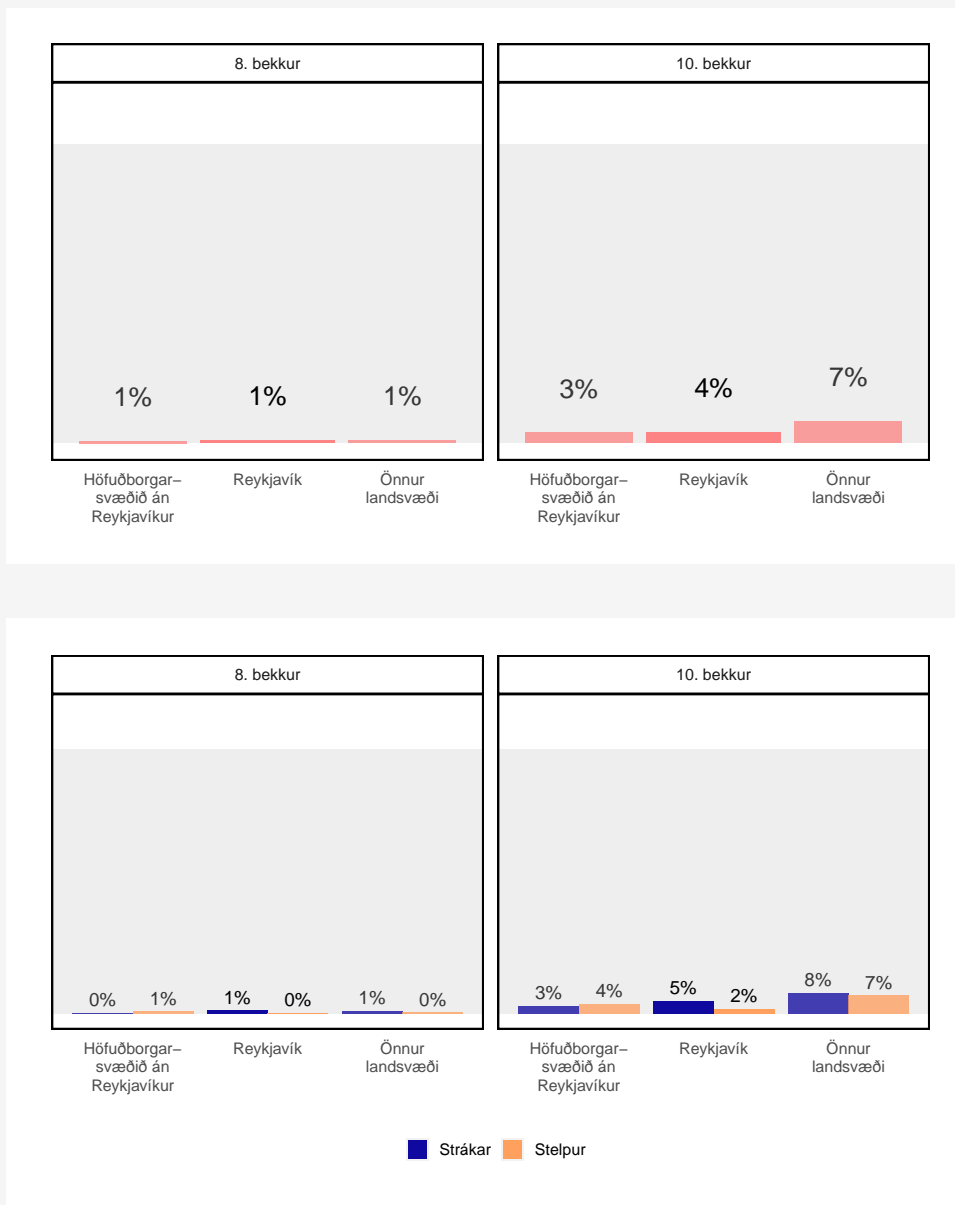 8. bekkur
10. bekkur
1%
1%
1%
3%
4%
7%
Höfuðborgar–
svæðið án
Reykjavíkur
Reykjavík
Önnur
landsvæði
Höfuðborgar–
svæðið án
Reykjavíkur
Reykjavík
Önnur
landsvæði
8. bekkur
10. bekkur
0%
1%
1%
0%
1%
0%
3%
4%
5%
2%
8%
7%
Höfuðborgar–
svæðið án
Reykjavíkur
Reykjavík
Önnur
landsvæði
Höfuðborgar–
svæðið án
Reykjavíkur
Reykjavík
Önnur
landsvæði
Strákar
Stelpur